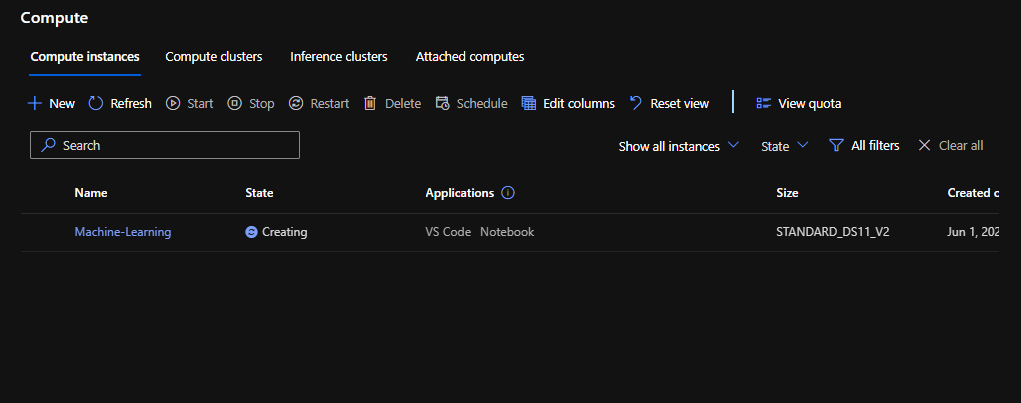 Compute
Compute instances Compute clusters Inference clusters Attached computes
New Refresh Start Stop Restart Delete Schedule Edit columns Reset view View quota
Search Show all instances State All filters Clear all
Name State Applications Size Created
Machine-Learning Creating VS Code Notebook STANDARD_DS11_V2 Jun 1, 202